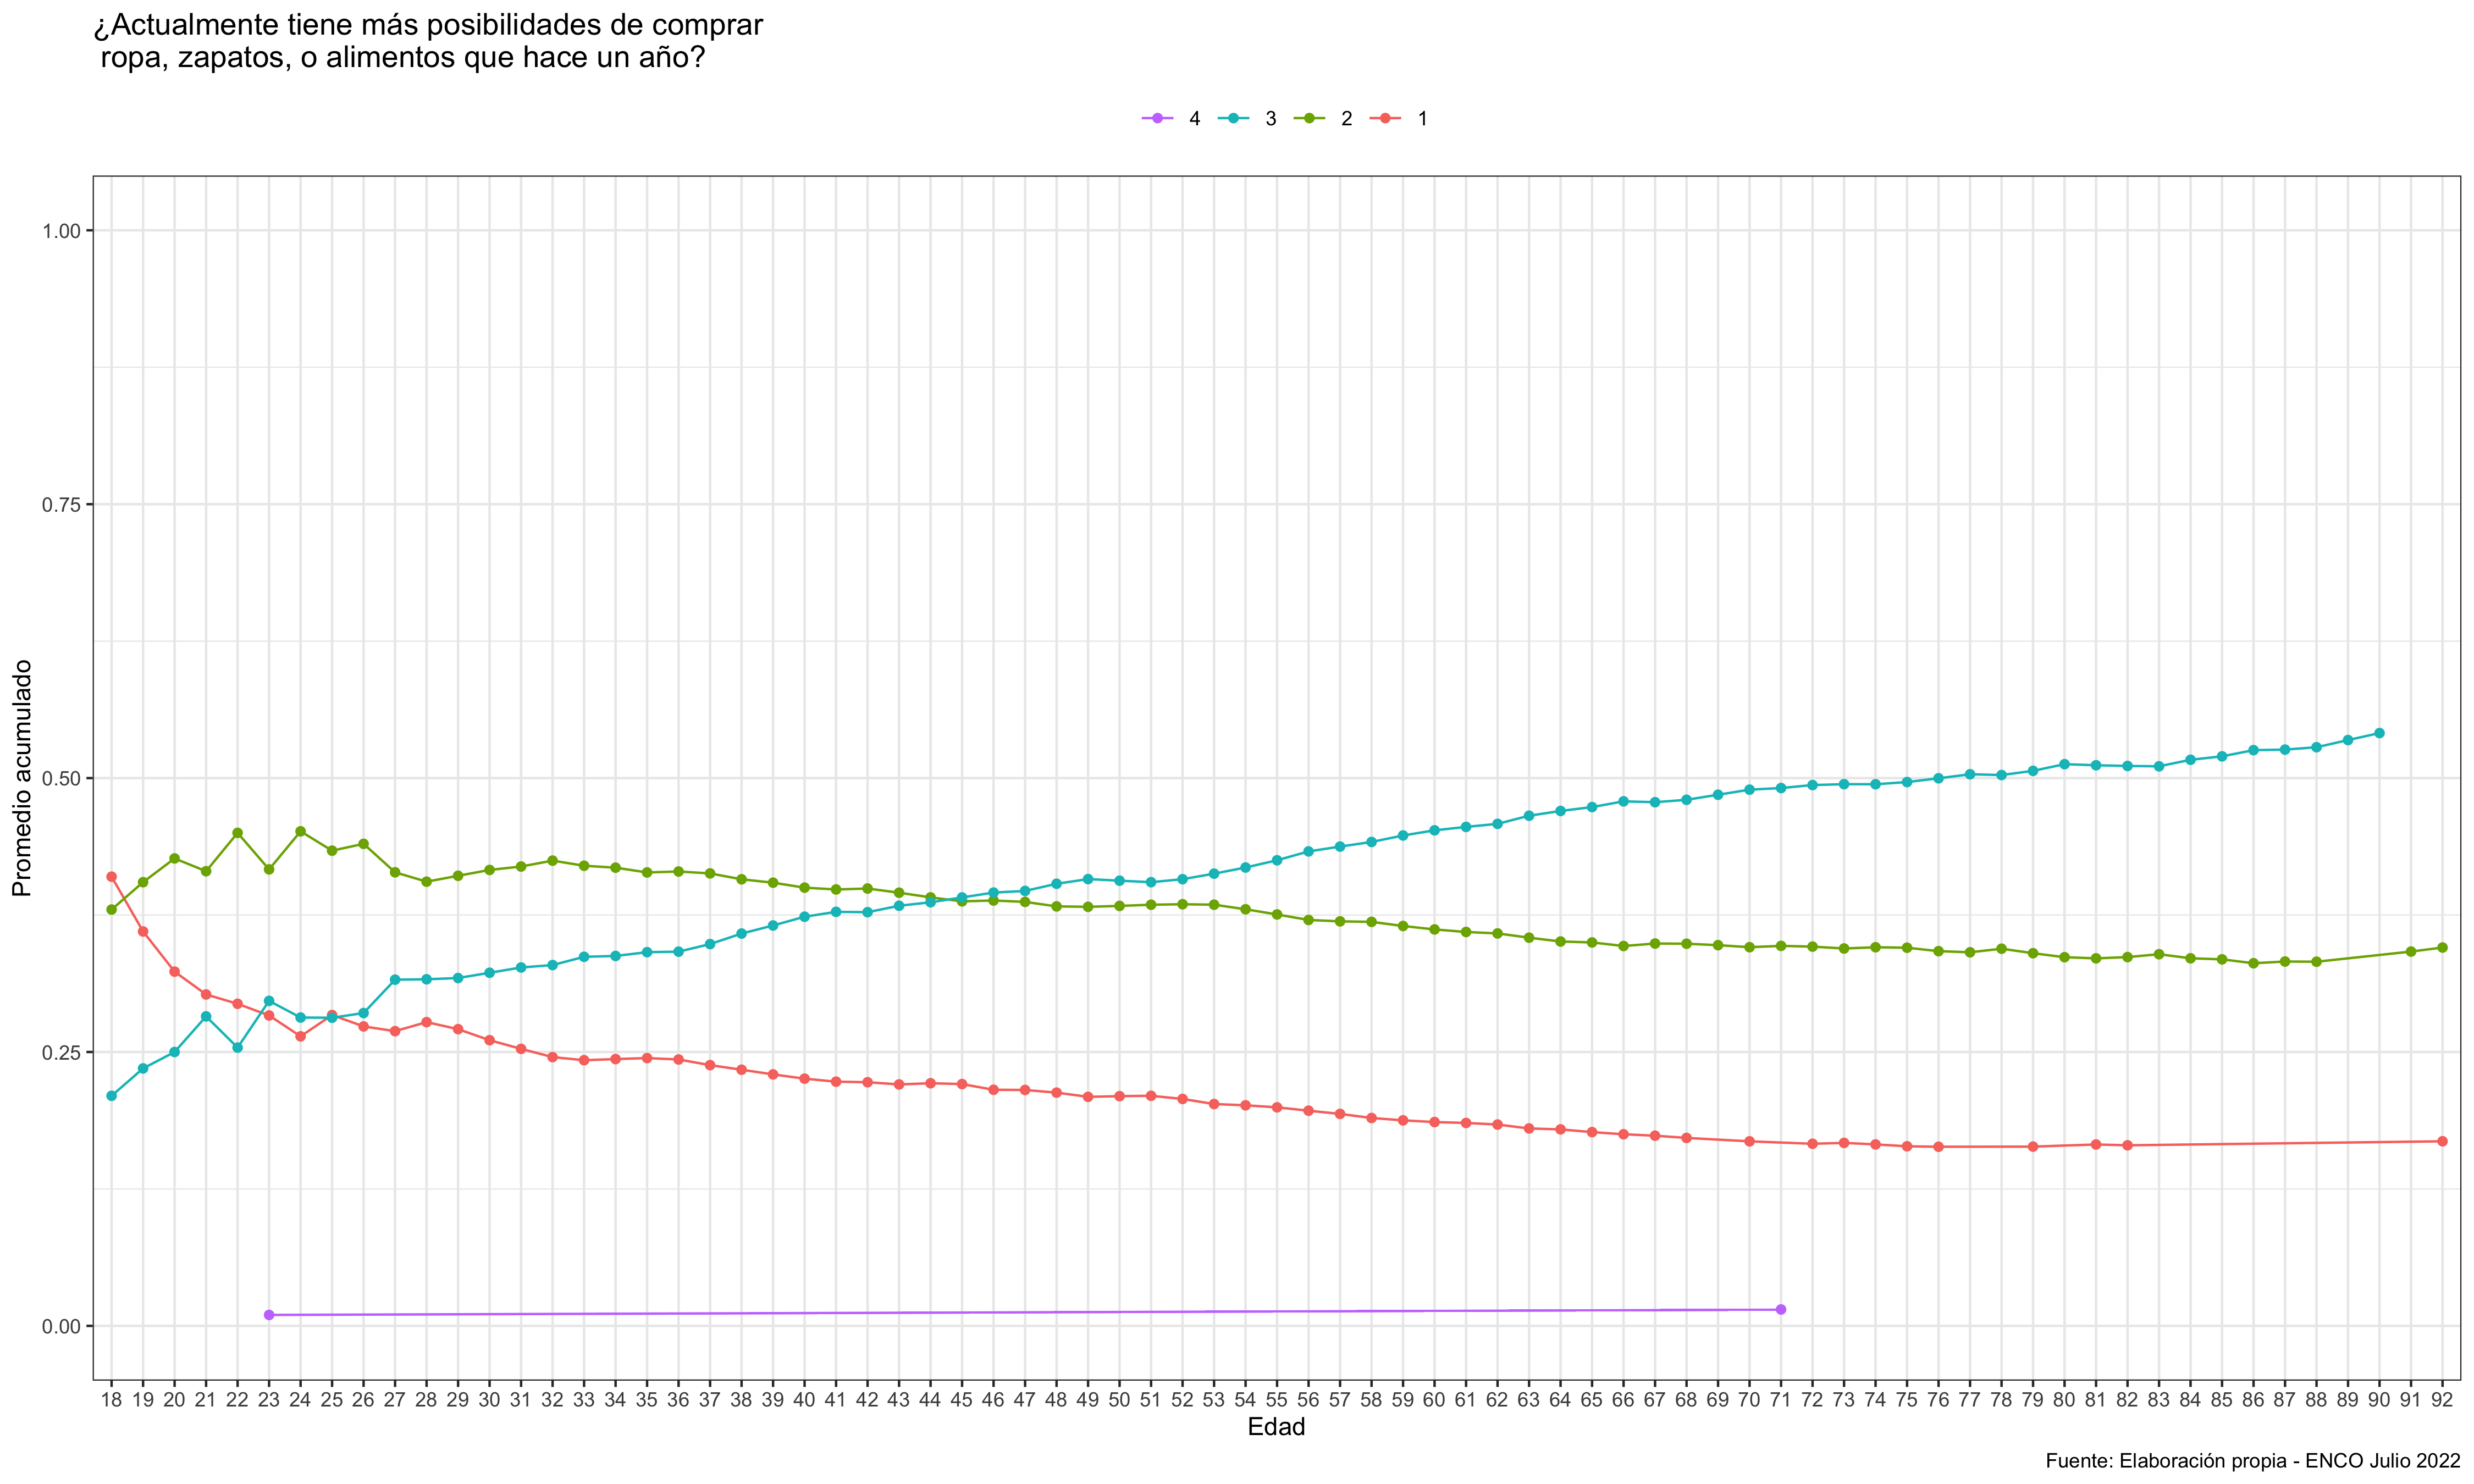 ¿Actualmente tiene más posibilidades de comprar
ropa, zapatos, o alimentos que hace un año?
4 3 2 1
Promedio acumulado
1.00
0.75
0.50
0.25
0.00
18 19 20 21 22 23 24 25 26 27 28 29 30 31 32 33 34 35 36 37 38 39 40 41 42 43 44 45 46 47 48 49 50 51 52 53 54 55 56 57 58 59 60 61 62 63 64 65 66 67 68 69 70 71 72 73 74 75 76 77 78 79 80 81 82 83 84 85 86 87 88 89 90 91 92
Edad
Fuente: Elaboración propia - ENCO Julio 2022